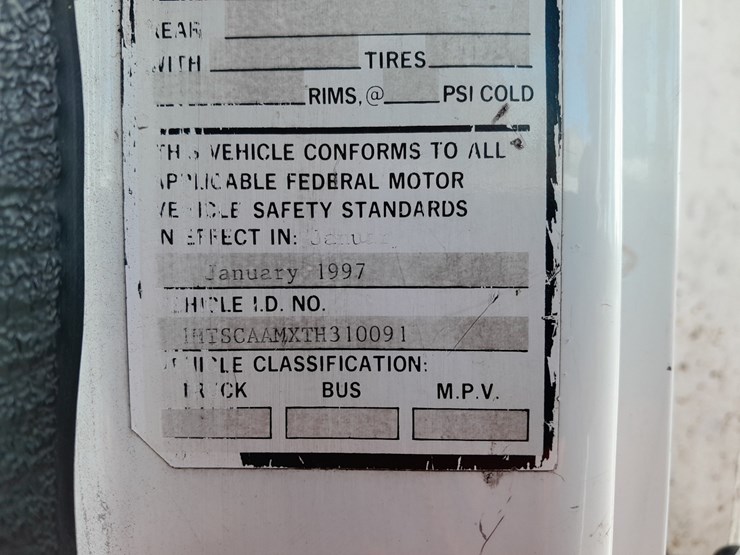 REAR
WITH TIRES
RIMS, @ PSI COLD
THIS VEHICLE CONFORMS TO ALL
APPLICABLE FEDERAL MOTOR
VEHICLE SAFETY STANDARDS
IN EFFECT IN: Janua
January 1997
VEHICLE I.D. NO.
1HTSCAAMXTH310091
VEHICLE CLASSIFICATION:
TRUCK BUS M.P.V.